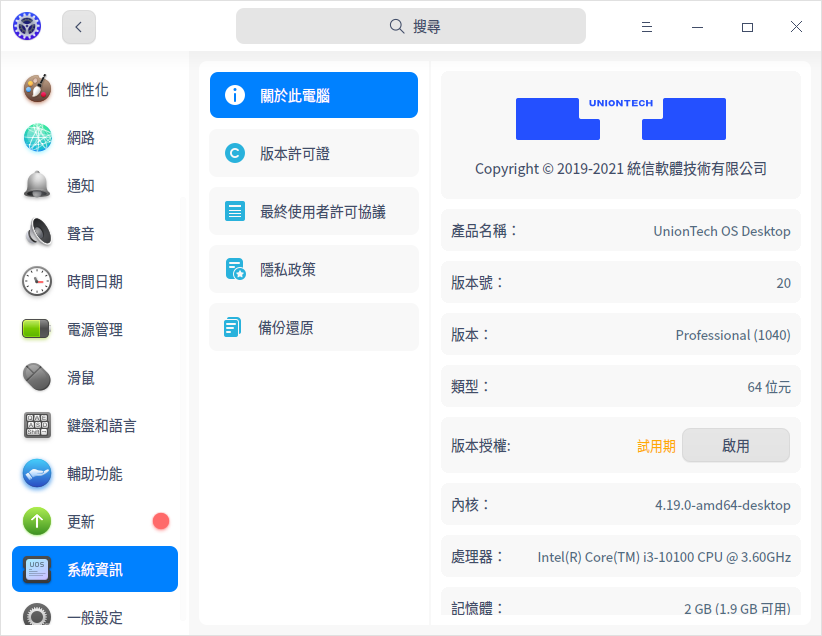 搜尋
個性化
網路
通知
聲音
時間日期
電源管理
滑鼠
鍵盤和語言
輔助功能
更新
系統資訊
一般設定
關於此電腦
版本許可證
最終使用者許可協議
隱私政策
備份還原
UNIONTECH
Copyright © 2019-2021 統信軟體技術有限公司
產品名稱： UnionTech OS Desktop
版本號： 20
版本： Professional (1040)
類型： 64 位元
版本授權: 試用期 啟用
內核： 4.19.0-amd64-desktop
處理器： Intel(R) Core(TM) i3-10100 CPU @ 3.60GHz
記憶體： 2 GB (1.9 GB 可用)